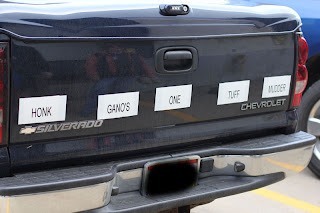 HONK GANO'S ONE TUFF MUDDER
SILVERADO CHEVROLET